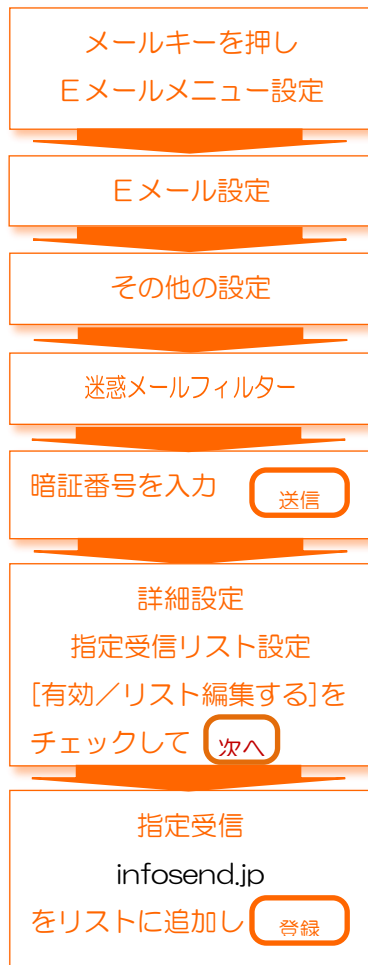 メールキーを押し
Eメールメニュー設定
Eメール設定
その他の設定
迷惑メールフィルター
暗証番号を入力 送信
詳細設定
指定受信リスト設定
[有効／リスト編集する]を
チェックして 次へ
指定受信
infosend.jp
をリストに追加し 登録